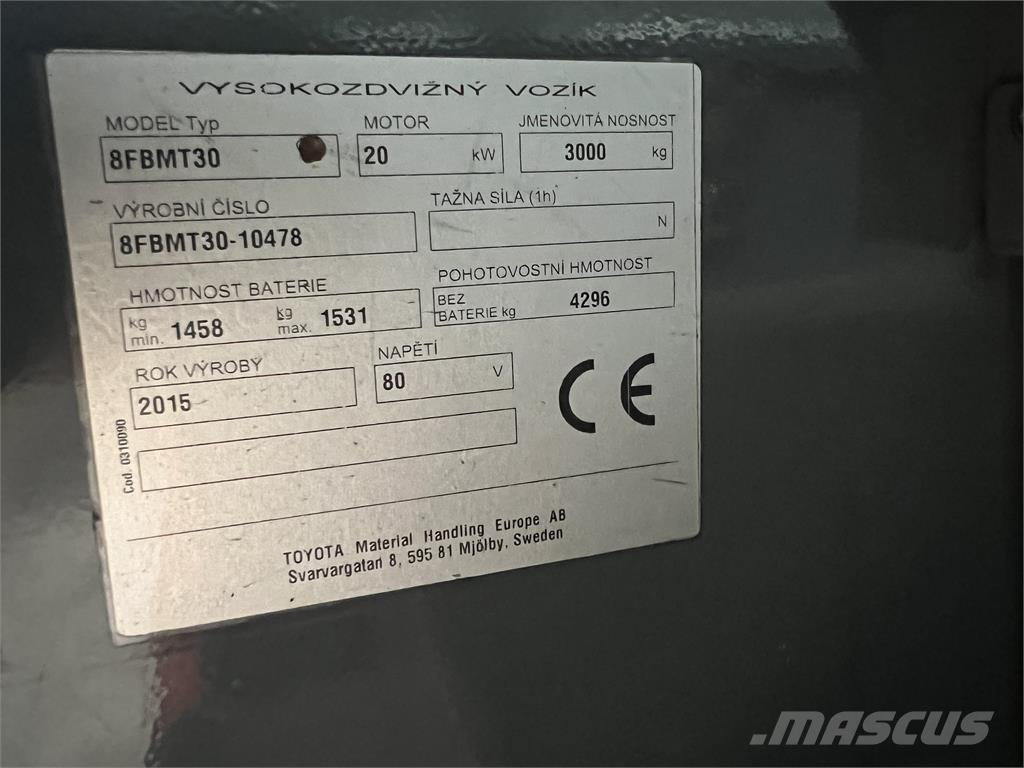 VYSOKOZDVIŽNÝ VOZÍK
MODEL Typ MOTOR JMENOVITÁ NOSNOST
8FBMT30 20 kW 3000 kg
VÝROBNÍ ČÍSLO TAŽNA SÍLA (1h)
8FBMT30-10478 N
HMOTNOST BATERIE POHOTOVOSTNÍ HMOTNOST
kg min. 1458 kg max. 1531 BEZ BATERIE kg 4296
ROK VÝROBY NAPĚTÍ
2015 80 V
CE
Cod. 0310090
TOYOTA Material Handling Europe AB
Svarvargatan 8, 595 81 Mjölby, Sweden
.MASCUS